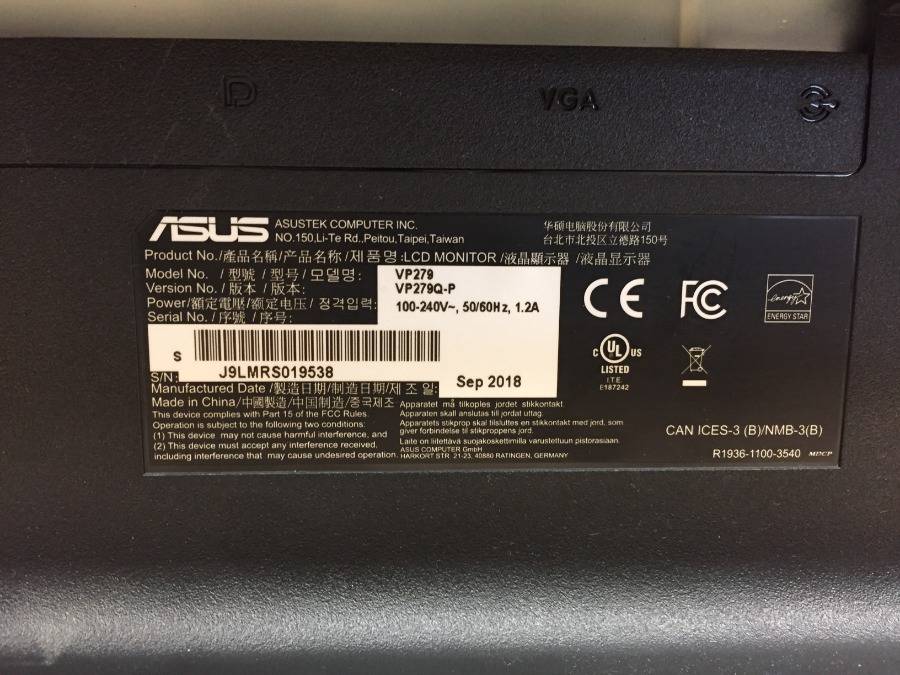 VGA
ASUS ASUSTEK COMPUTER INC.
NO.150,Li-Te Rd.,Peitou,Taipei,Taiwan
华硕电脑股份有限公司
台北市北投区立德路150号
Product No./產品名稱/产品名称/제품명:LCD MONITOR/液晶顯示器/液晶显示器
Model No. /型號/型号/모델명: VP279
Version No./版本/版本: VP279Q-P
Power/額定電壓/额定电压/정격입력: 100-240V~, 50/60Hz, 1.2A
Serial No./序號/序号:
S
S/N: J9LMRS019538
Manufactured Date/製造日期/制造日期/제조일: Sep 2018
Made in China/中國製造/中国制造/중국제조
This device complies with Part 15 of the FCC Rules.
Operation is subject to the following two conditions:
(1) This device may not cause harmful interference, and
(2) This device must accept any interference received,
including interference that may cause undesired operation.
Apparatet må tilkoples jordet stikkontakt.
Apparaten skall anslutas till jordat uttag.
Apparatets stikprop skal tilsluttes en stikkontakt med jord, som
giver forbindelse til stikproppens jord.
Laite on liitettävä suojakoskettimilla varustettuun pistorasiaan.
ASUS COMPUTER GmbH
HARKORT STR. 21-23, 40880 RATINGEN, GERMANY
CE
FC
energy
ENERGY STAR
C UL US
LISTED
I.T.E.
E187242
CAN ICES-3 (B)/NMB-3(B)
R1936-1100-3540 MDCP